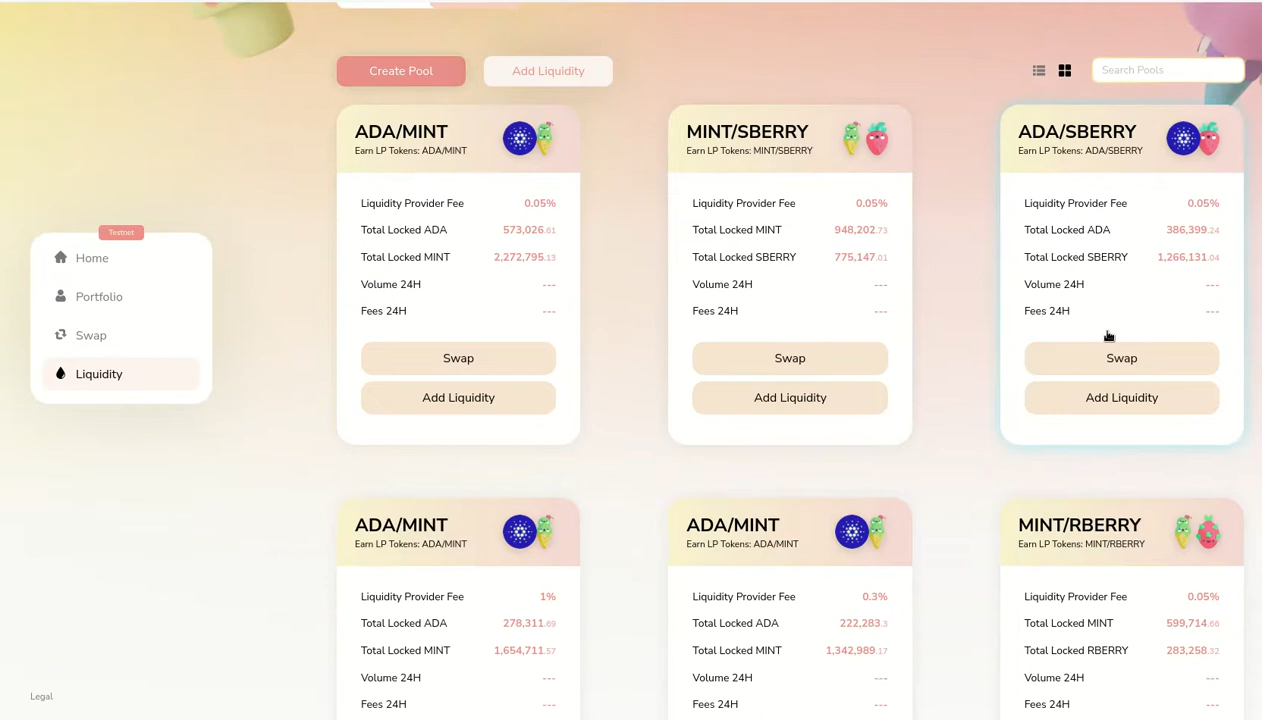 Create Pool
Add Liquidity
Search Pools
Testnet
Home
Portfolio
Swap
Liquidity
Legal
ADA/MINT
Earn LP Tokens: ADA/MINT
Liquidity Provider Fee 0.05%
Total Locked ADA 573,026.61
Total Locked MINT 2,272,795.13
Volume 24H ---
Fees 24H ---
Swap
Add Liquidity
MINT/SBERRY
Earn LP Tokens: MINT/SBERRY
Liquidity Provider Fee 0.05%
Total Locked MINT 948,202.73
Total Locked SBERRY 775,147.01
Volume 24H ---
Fees 24H ---
Swap
Add Liquidity
ADA/SBERRY
Earn LP Tokens: ADA/SBERRY
Liquidity Provider Fee 0.05%
Total Locked ADA 386,399.24
Total Locked SBERRY 1,266,131.04
Volume 24H ---
Fees 24H ---
Swap
Add Liquidity
ADA/MINT
Earn LP Tokens: ADA/MINT
Liquidity Provider Fee 1%
Total Locked ADA 278,311.69
Total Locked MINT 1,654,711.57
Volume 24H ---
Fees 24H ---
ADA/MINT
Earn LP Tokens: ADA/MINT
Liquidity Provider Fee 0.3%
Total Locked ADA 222,283.3
Total Locked MINT 1,342,989.17
Volume 24H ---
Fees 24H ---
MINT/RBERRY
Earn LP Tokens: MINT/RBERRY
Liquidity Provider Fee 0.05%
Total Locked MINT 599,714.66
Total Locked RBERRY 283,258.32
Volume 24H ---
Fees 24H ---